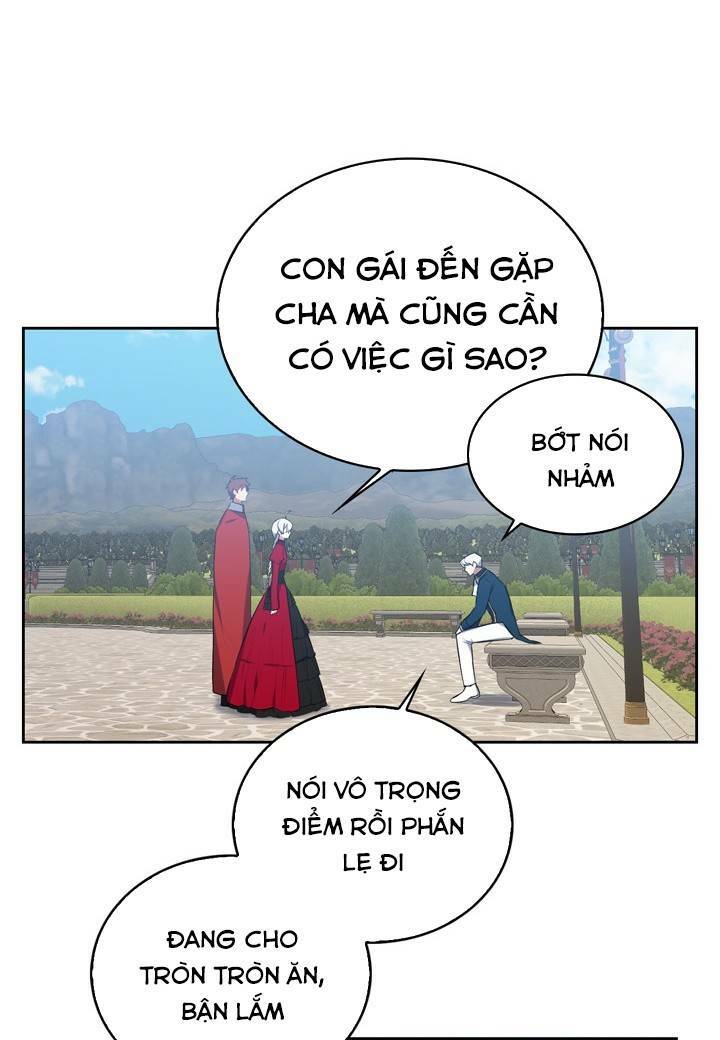 CON GÁI ĐẾN GẶP
CHA MÀ CŨNG CẦN
CÓ VIỆC GÌ SAO?
BỚT NÓI
NHẢM
NÓI VÔ TRỌNG
ĐIỂM RỒI PHẮN
LẸ ĐI
ĐANG CHO
TRÒN TRÒN ĂN,
BẬN LẮM